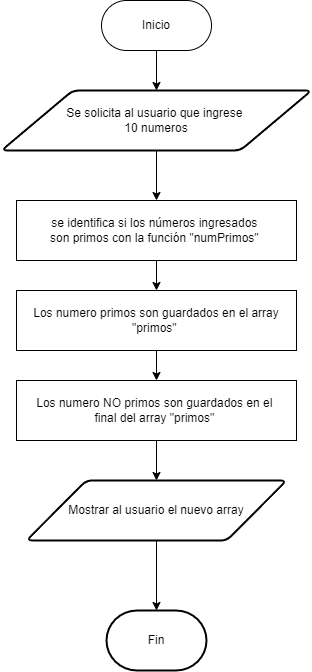 Inicio
Se solicita al usuario que ingrese
10 numeros
se identifica si los números ingresados
son primos con la función "numPrimos"
Los numero primos son guardados en el array
"primos"
Los numero NO primos son guardados en el
final del array "primos"
Mostrar al usuario el nuevo array
Fin